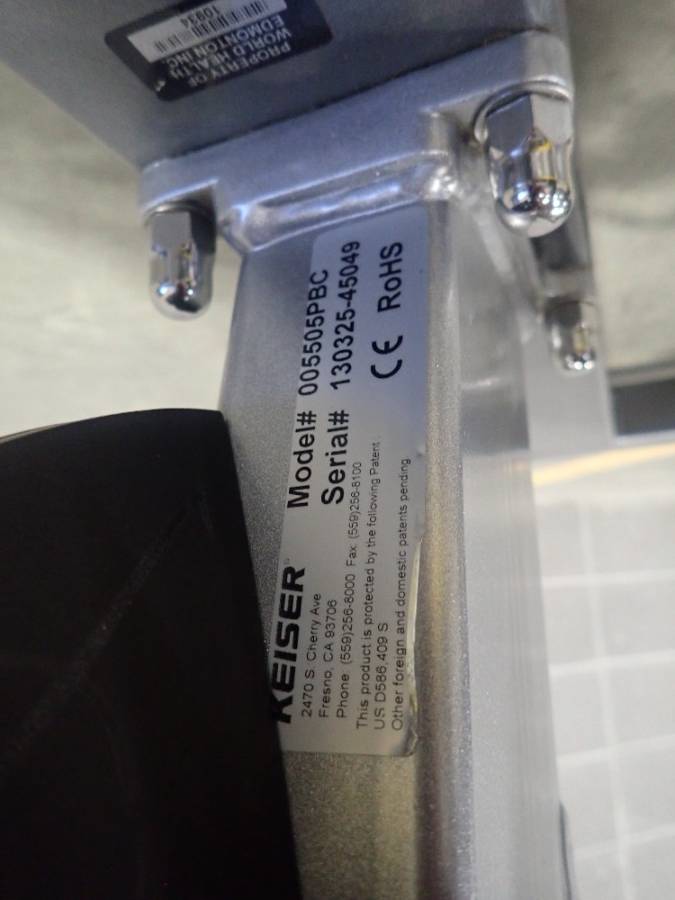 PROPERTY OF
WORLD HEALTH
EDMONTON INC.
10934
KEISER
2470 S. Cherry Ave
Fresno, CA 93706
Phone (559)256-8000 Fax (559)256-8100
This product is protected by the following Patent
US D586,409 S
Other foreign and domestic patents pending
Model# 005505PBC
Serial# 130325-45049
CE RoHS